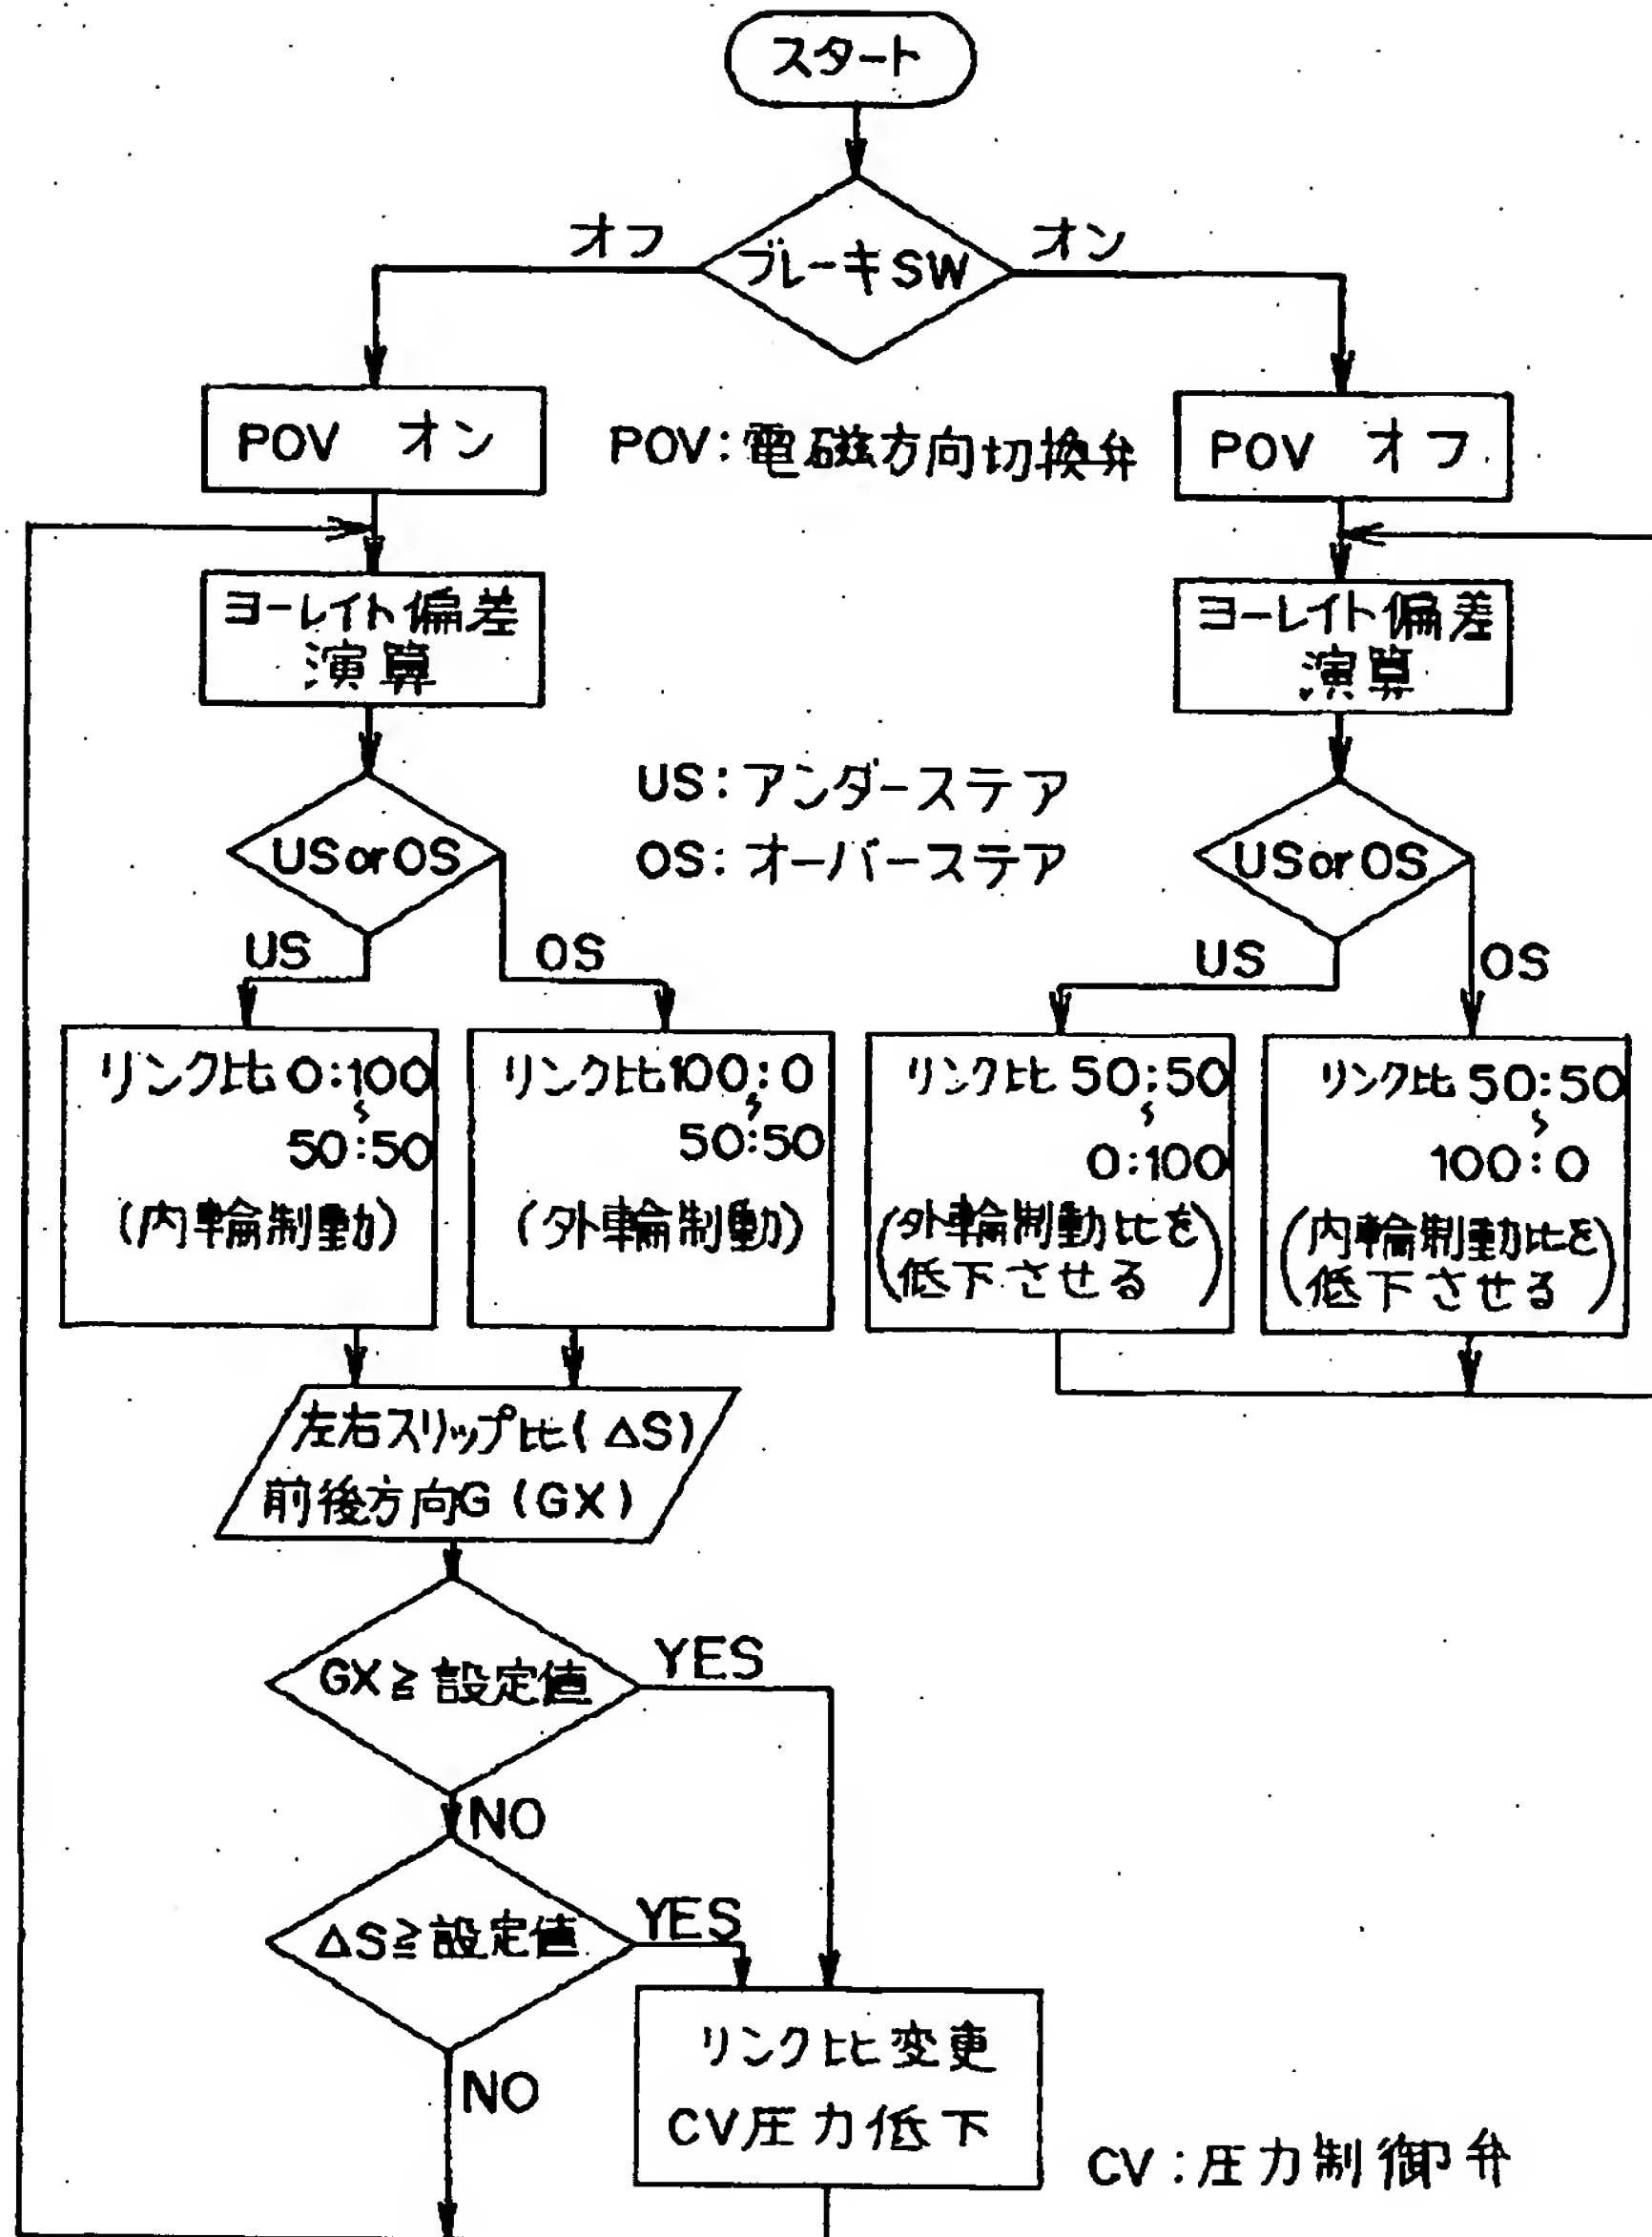 スタート
オフ
ブレーキSW
オン
POV オン
POV:電磁方向切換弁
POV オフ
ヨーレイト偏差
演算
ヨーレイト偏差
演算
US:アンダーステア
OS:オーバーステア
USorOS
USorOS
US
OS
US
OS
リンク比 0:100
〜
50:50
(内輪制動)
リンク比100:0
〜
50:50
(外輪制動)
リンク比 50:50
〜
0:100
(外輪制動比を
低下させる)
リンク比 50:50
〜
100:0
(内輪制動比を
低下させる)
左右スリップ比(ΔS)
前後方向G(GX)
GX≧設定値
YES
NO
ΔS≧設定値
YES
NO
リンク比変更
CV圧力低下
CV:圧力制御弁